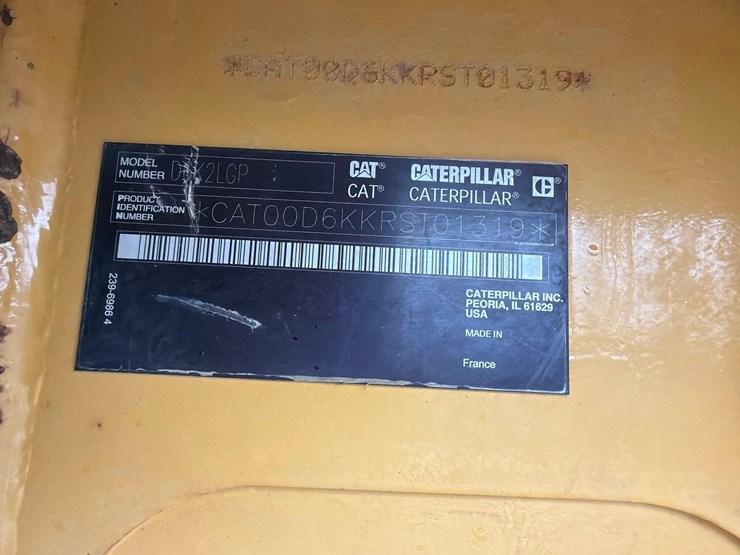 *CAT00D6KKRST01319*
MODEL NUMBER D6K2LGP
CAT® CATERPILLAR®
CAT® CATERPILLAR®
PRODUCT IDENTIFICATION NUMBER *CAT00D6KKRST01319*
239-6986 4
CATERPILLAR INC.
PEORIA, IL 61629
USA
MADE IN
France